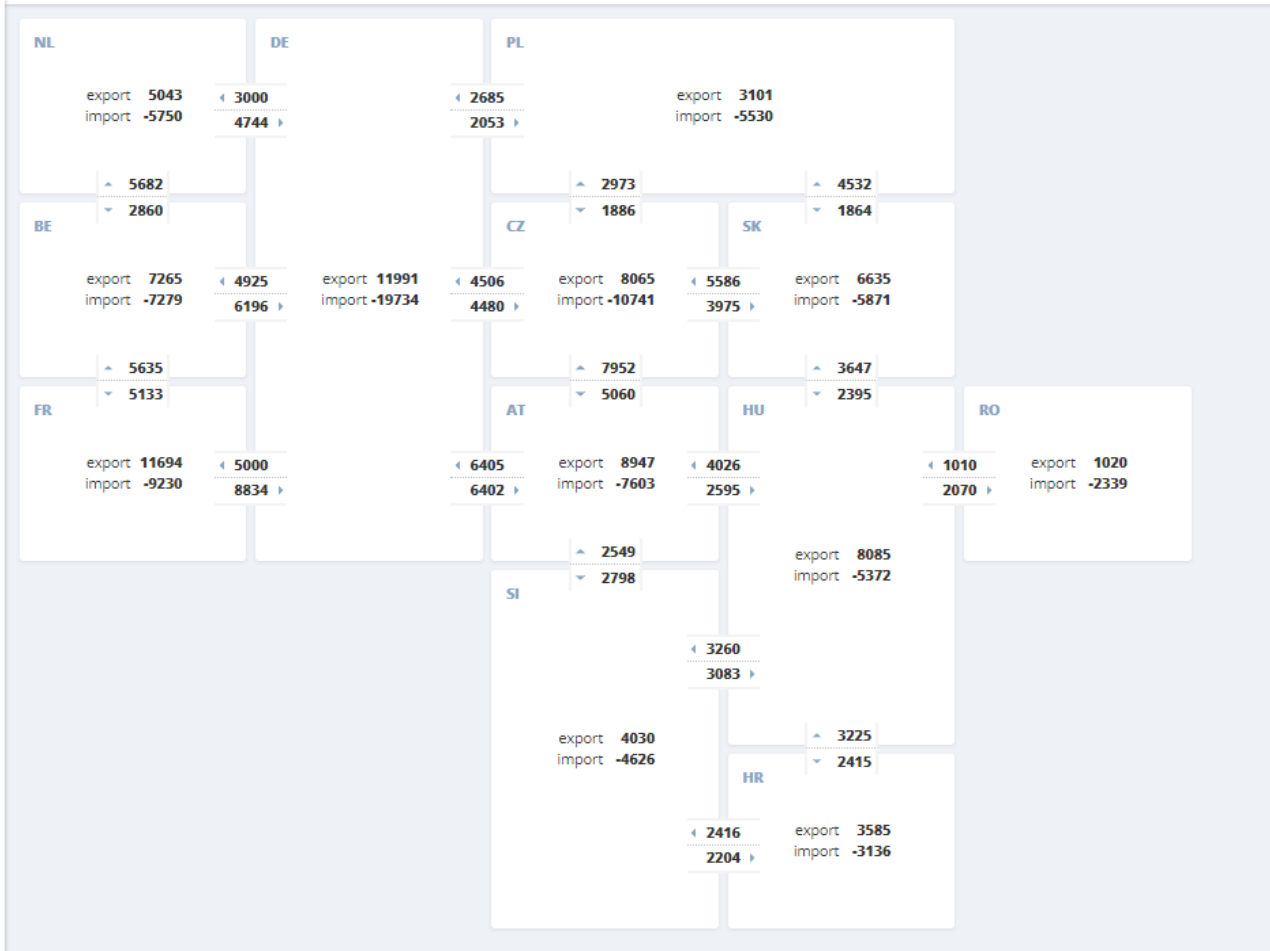 NL
DE
PL
export 5043
import -5750
3000
4744
2685
2053
export 3101
import -5530
5682
2860
2973
1886
4532
1864
BE
CZ
SK
export 7265
import -7279
4925
6196
export 11991
import -19734
4506
4480
export 8065
import -10741
5586
3975
export 6635
import -5871
5635
5133
7952
5060
3647
2395
FR
AT
HU
RO
export 11694
import -9230
5000
8834
6405
6402
export 8947
import -7603
4026
2595
1010
2070
export 1020
import -2339
2549
2798
export 8085
import -5372
SI
3260
3083
export 4030
import -4626
3225
2415
HR
2416
2204
export 3585
import -3136